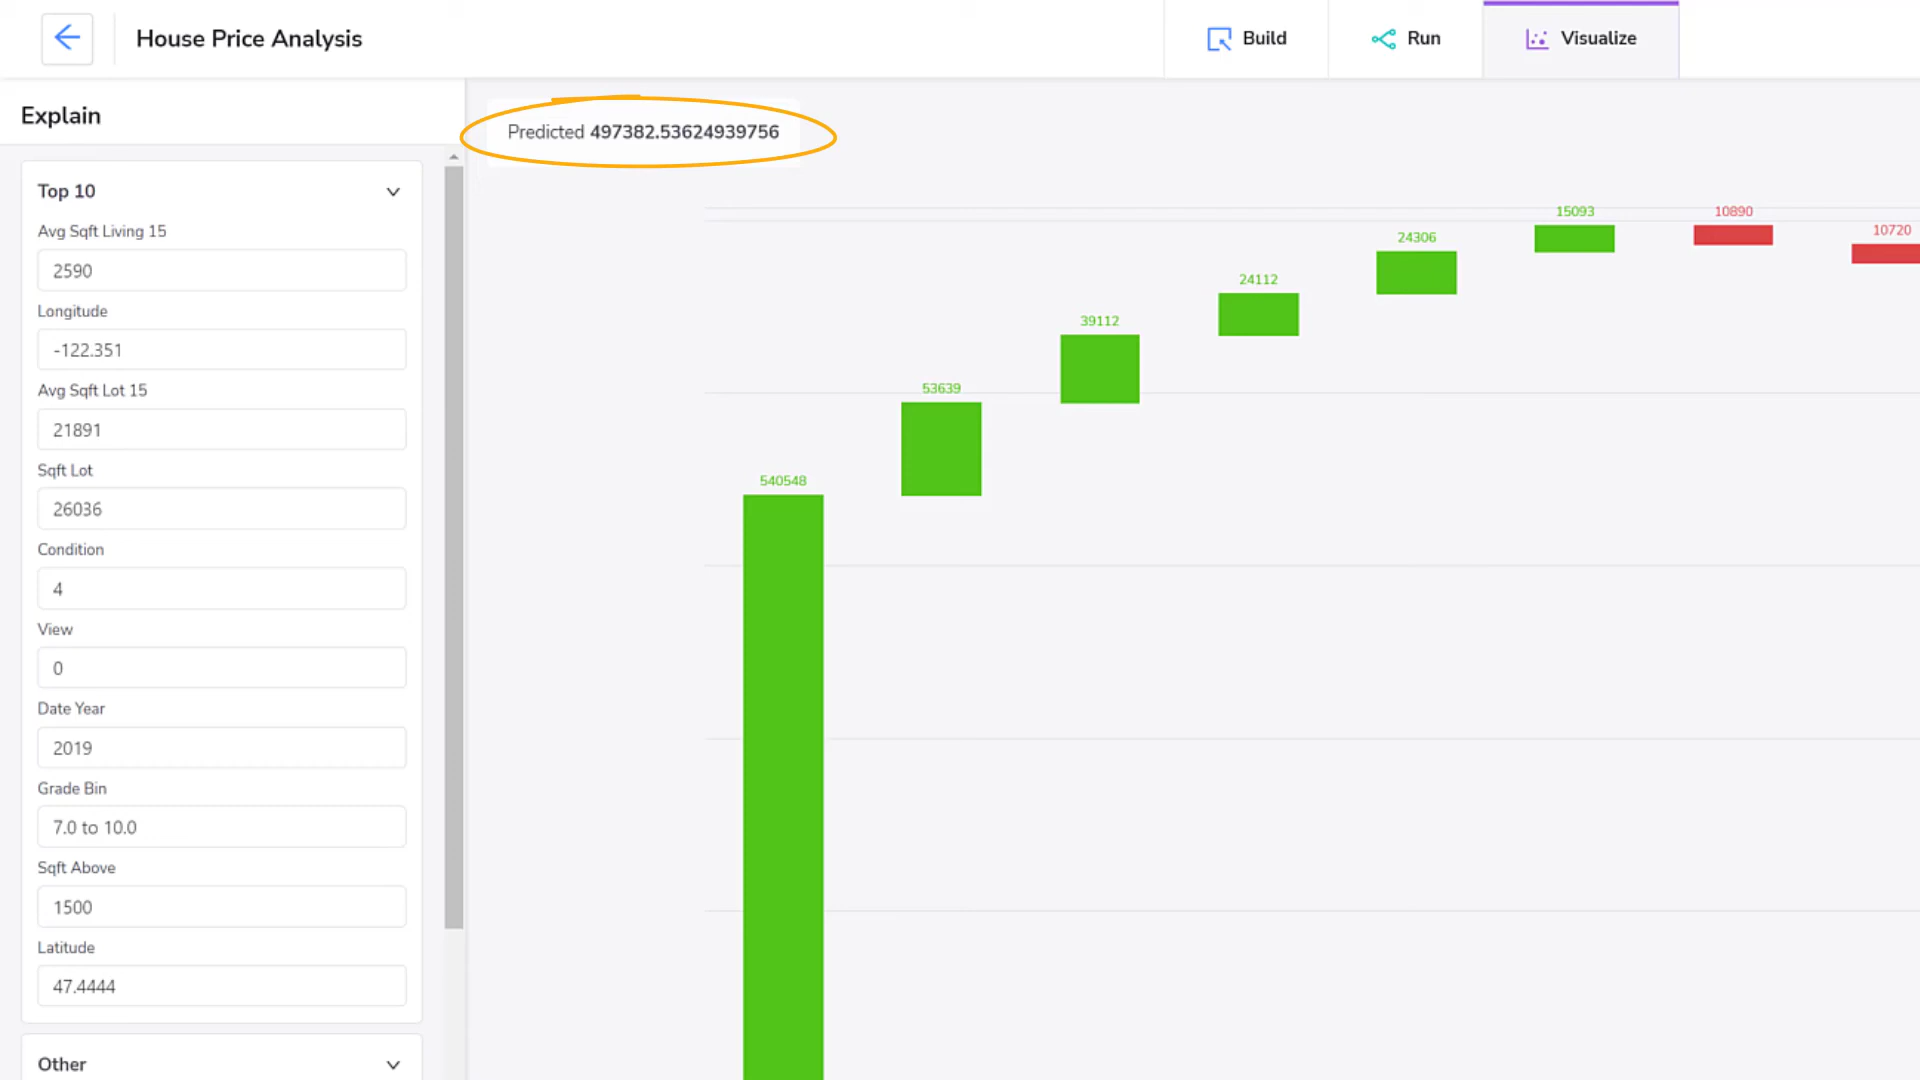 House Price Analysis
Build
Run
Visualize
Explain
Predicted 497382.53624939756
Top 10
Avg Sqft Living 15
2590
Longitude
-122.351
Avg Sqft Lot 15
21891
Sqft Lot
26036
Condition
4
View
0
Date Year
2019
Grade Bin
7.0 to 10.0
Sqft Above
1500
Latitude
47.4444
Other
540548
53639
39112
24112
24306
15093
10890
10720